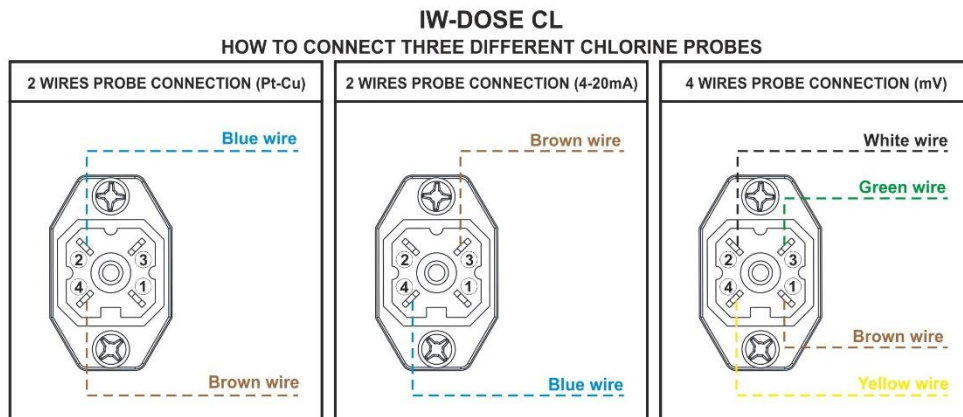 IW-DOSE CL
HOW TO CONNECT THREE DIFFERENT CHLORINE PROBES
2 WIRES PROBE CONNECTION (Pt-Cu)
Blue wire
2
3
4
1
Brown wire
2 WIRES PROBE CONNECTION (4-20mA)
Brown wire
2
3
4
1
Blue wire
4 WIRES PROBE CONNECTION (mV)
White wire
Green wire
2
3
4
1
Brown wire
Yellow wire